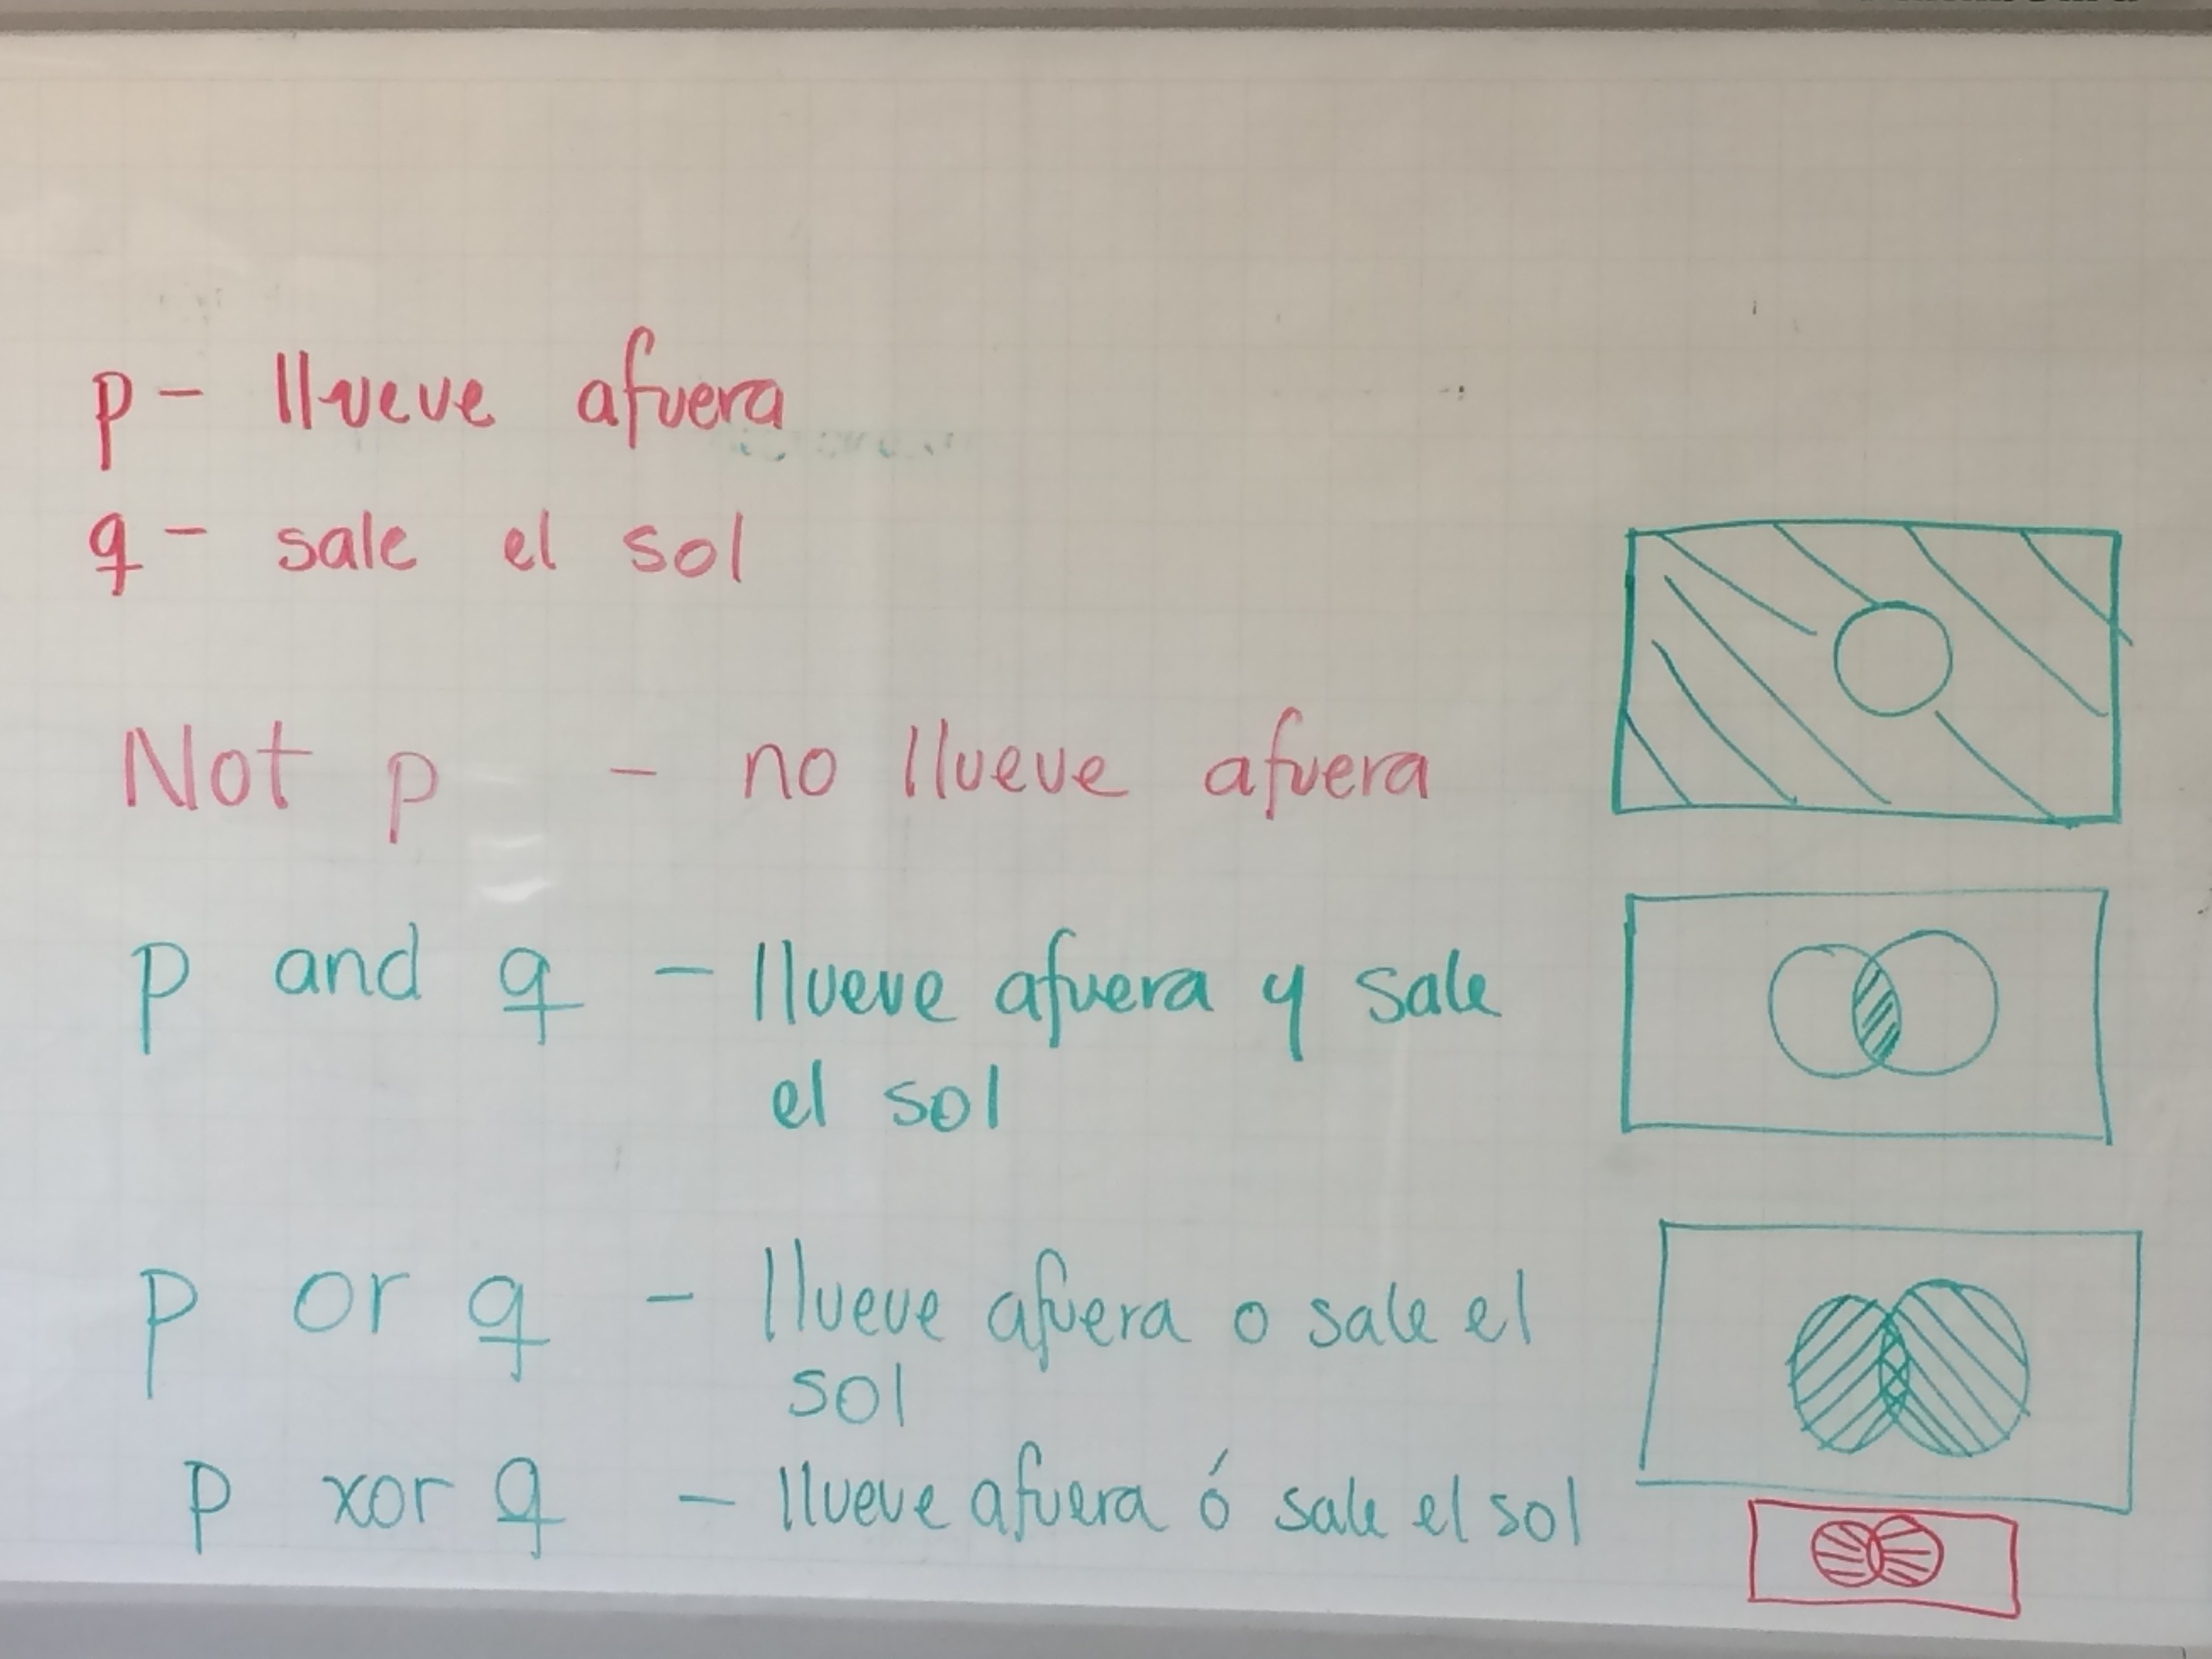 p - llueve afuera
q - sale el sol
Not p - no llueve afuera
p and q - llueve afuera y sale
el sol
p or q - llueve afuera o sale el
sol
p xor q - llueve afuera ó sale el sol